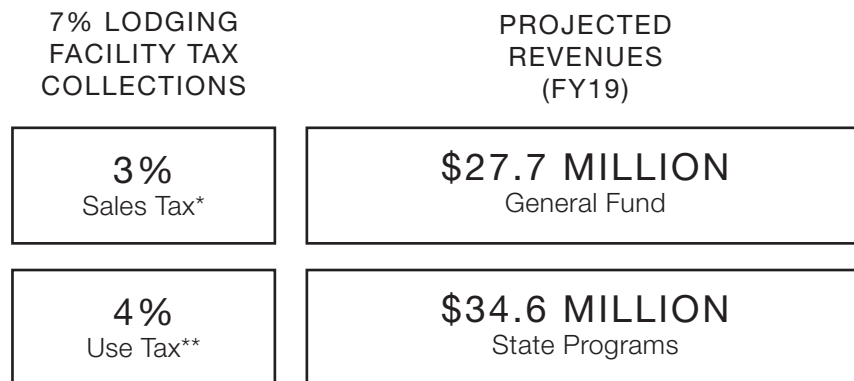 7% LODGING
FACILITY TAX
COLLECTIONS
PROJECTED
REVENUES
(FY19)
3%
Sales Tax*
$27.7 MILLION
General Fund
4%
Use Tax**
$34.6 MILLION
State Programs